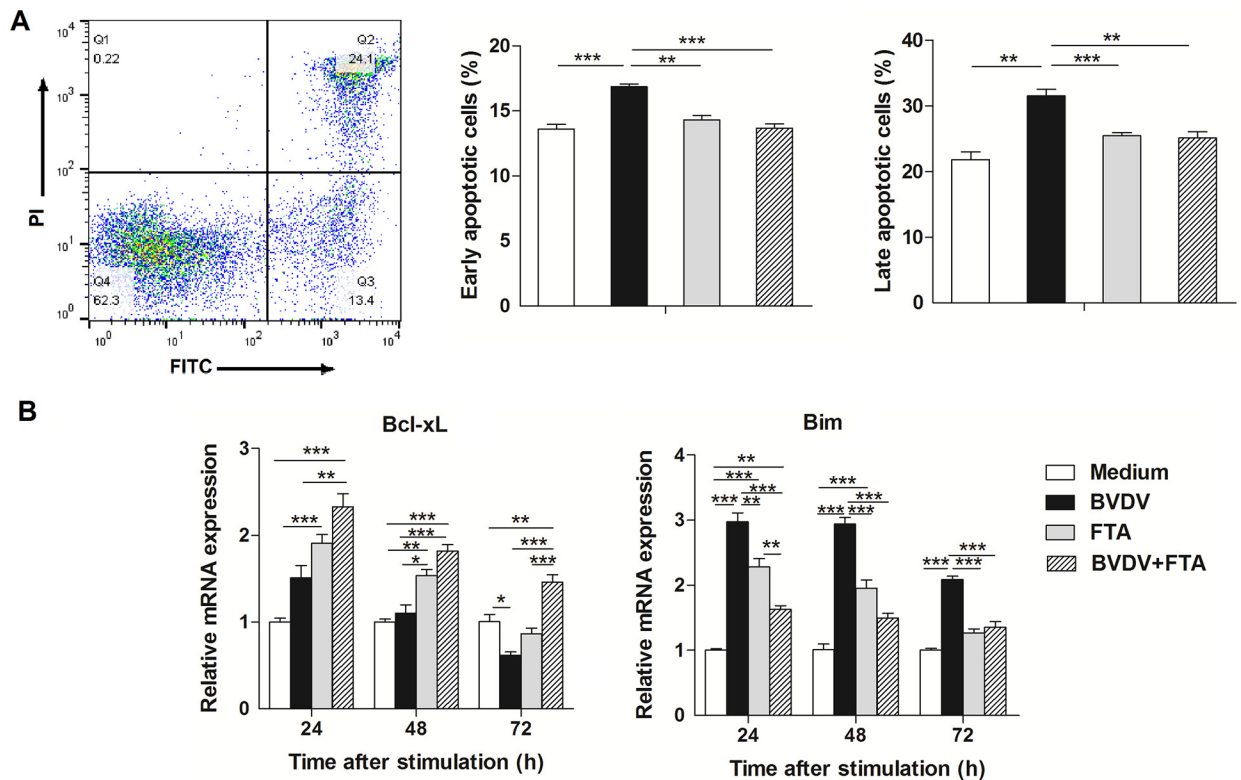 A
Q1
0.22
Q2
24.1
Q4
62.3
Q3
13.4
10^4
10^3
10^2
10^1
10^0
PI
10^0 10^1 10^2 10^3 10^4
FITC
Early apoptotic cells (%)
20
15
10
5
0
***
*** **
Late apoptotic cells (%)
40
30
20
10
0
**
** ***
B
Bcl-xL
Relative mRNA expression
3
2
1
0
***
**
***
***
***
**
*
**
***
***
*
24 48 72
Time after stimulation (h)
Bim
Relative mRNA expression
4
3
2
1
0
**
***
***
*** **
**
***
***
*** ***
***
*** ***
24 48 72
Time after stimulation (h)
Medium
BVDV
FTA
BVDV+FTA